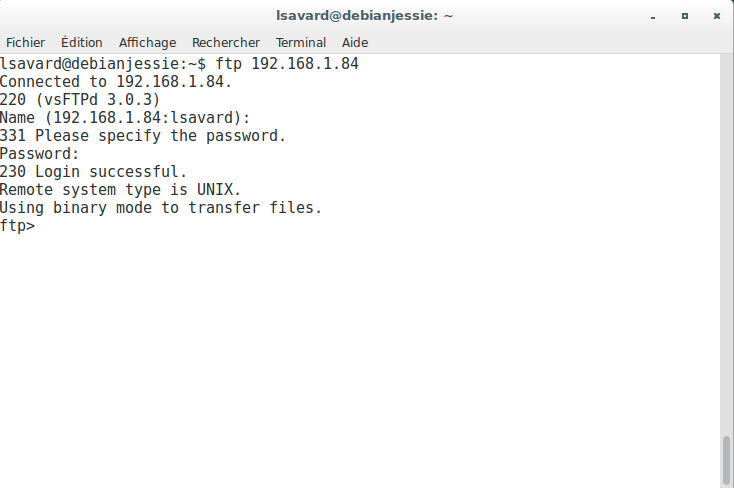 lsavard@debianjessie: ~
Fichier Édition Affichage Rechercher Terminal Aide
lsavard@debianjessie:~$ ftp 192.168.1.84
Connected to 192.168.1.84.
220 (vsFTPd 3.0.3)
Name (192.168.1.84:lsavard):
331 Please specify the password.
Password:
230 Login successful.
Remote system type is UNIX.
Using binary mode to transfer files.
ftp>